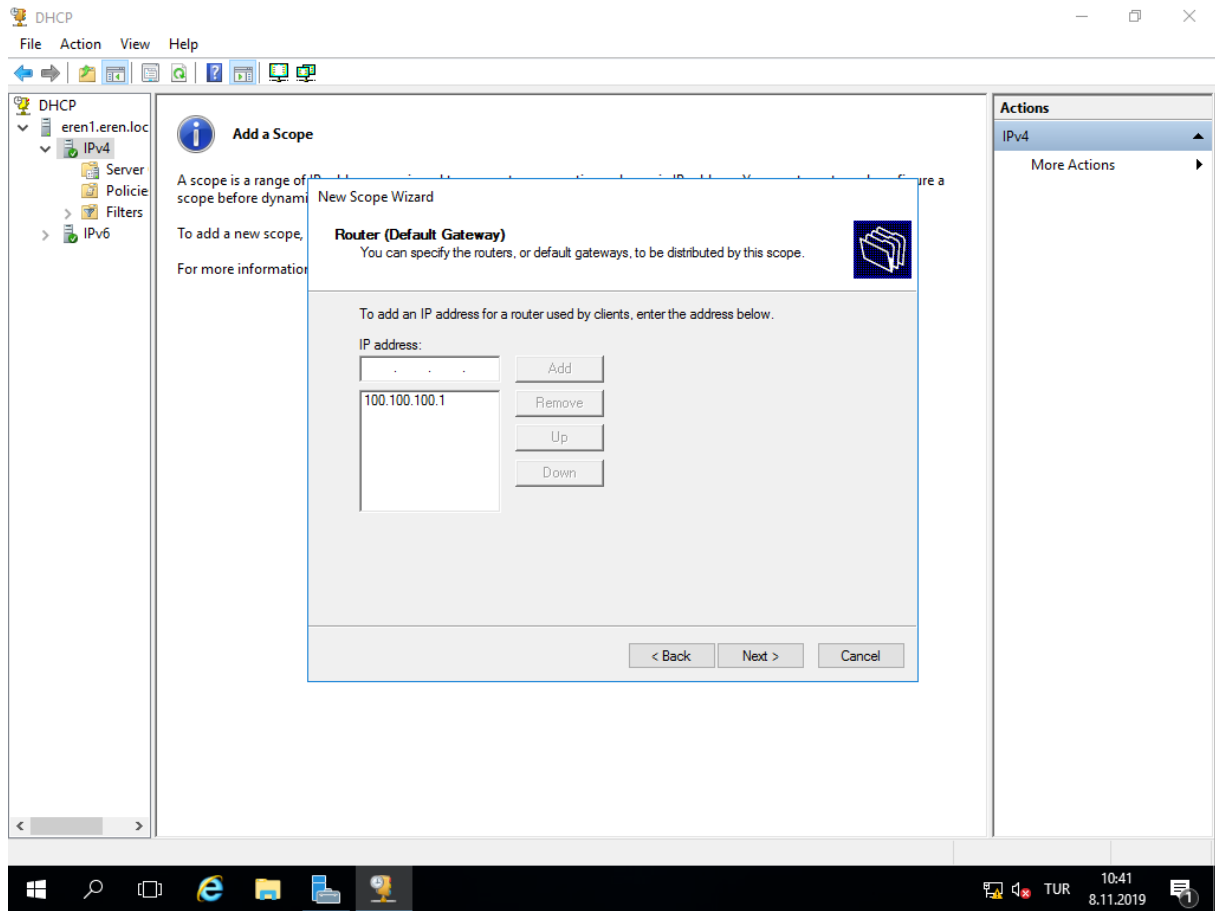 DHCP
File Action View Help
DHCP
eren1.eren.loc
IPv4
Server
Policie
Filters
IPv6
Add a Scope
A scope is a range of
ure a
scope before dynami
To add a new scope,
For more information
New Scope Wizard
Router (Default Gateway)
You can specify the routers, or default gateways, to be distributed by this scope.
To add an IP address for a router used by clients, enter the address below.
IP address:
. . .
Add
100.100.100.1
Remove
Up
Down
< Back
Next >
Cancel
Actions
IPv4
More Actions
TUR
10:41
8.11.2019
1